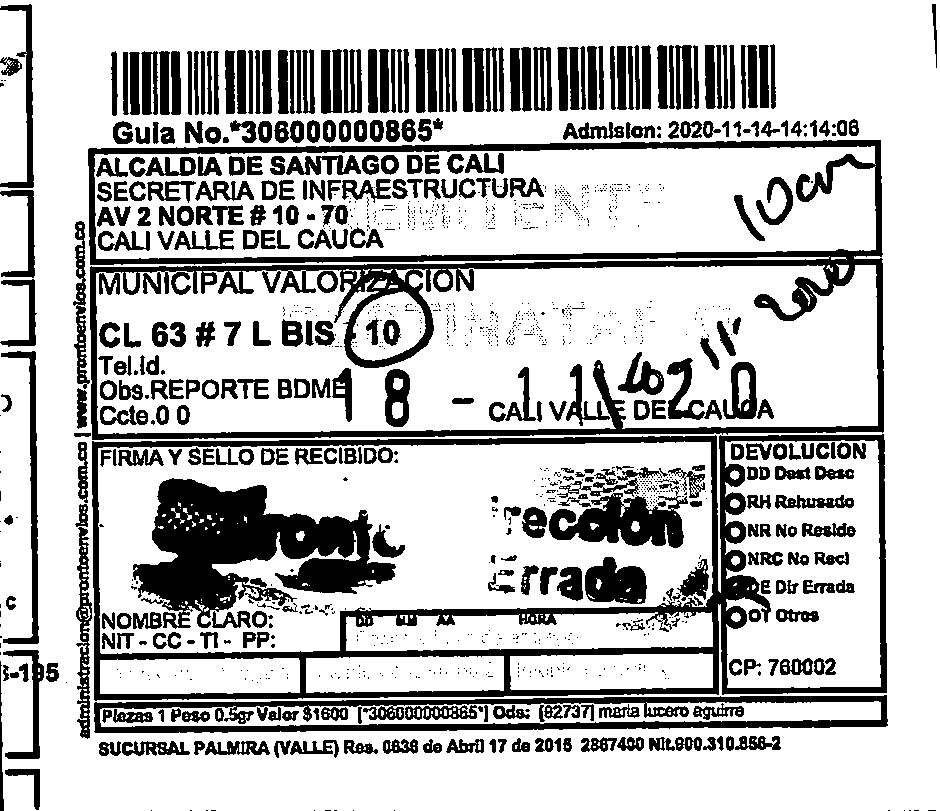 Guia No.*306000000865*
Admision: 2020-11-14-14:14:06
ALCALDIA DE SANTIAGO DE CALI
SECRETARIA DE INFRAESTRUCTURA
AV 2 NORTE # 10 - 70
CALI VALLE DEL CAUCA
REMITENTE
10am
MUNICIPAL VALORIZACION
CL 63 # 7 L BIS - 10
DESTINATARIO
Tel.Id.
Obs.REPORTE BDME
Ccte.0 0
18 - 11
CALI VALLE DEL CAUCA
FIRMA Y SELLO DE RECIBIDO:
Pronto
Dirección
Errada
NOMBRE CLARO:
NIT - CC - TI - PP:
DD MM AA HORA
DEVOLUCION
DD Dest Desc
RH Rehusado
NR No Reside
NRC No Recl
DE Dir Errada
OT Otros
CP: 760002
Piezas 1 Peso 0.5gr Valor $1600 [*306000000865*] Ods: [82737] maria lucero aguirre
SUCURSAL PALMIRA (VALLE) Res. 0636 de Abril 17 de 2015 2867400 Nit.900.310.856-2
administracion@prontoenvios.com.co | www.prontoenvios.com.co